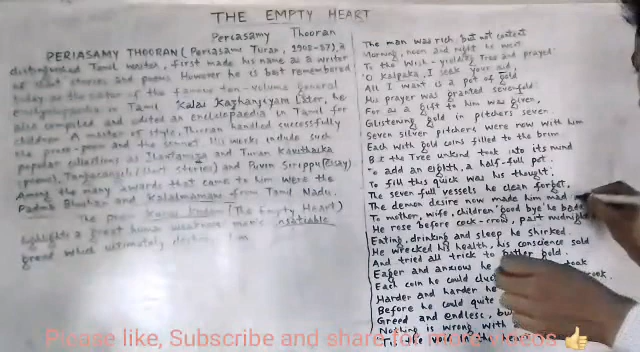 THE EMPTY HEART
Periasamy Thooran
PERIASAMY THOORAN (Periasami Turan, 1908-87), a
distinguished Tamil writer, first made his name as a writer
of short stories and poems. However he is best remembered
today as the editor of the famous ten-volume general
encyclopaedia in Tamil Kalai Kazhanjiyam. Later, he
also compiled and edited an encyclopaedia in Tamil, for
children. A master of style, Thooran handled successfully
the prose-poem and the sonnet. His works include such
popular collections as Ilantamizha and Turan Kavithaika
(poems), (short stories) and Puvin Sirippu (Essay)
Among the many awards that came to him were the
Padma Bhushan and Kalaimamani from Tamil Nadu.
The poem (The Empty Heart)
highlights a great human weakness
greed which ultimately him
The man was rich, but not content
Morning, noon and night he went
To the Wish-yielding Tree and prayed:
'O Kalpaka, I seek your aid,
All I want is a pot of gold
His prayer was granted sevenfold:
For as a gift to him was given,
Glistening gold in pitchers seven.
Seven silver pitchers were now with him
Each with gold coins filled to the brim.
But the Tree unkind took into its mind
To add an eighth, a half-full pot.
To fill this quick was his thought;
The seven full vessels he clean forgot,
The demon desire now made him mad
To mother, wife, children 'good bye' he bade
He rose before cock-crow, past midnight
Eating, drinking and sleep he shirked.
He wrecked his health, his conscience sold
And tried all trick to gather gold.
Eager and anxious he took
Each coin he could
Harder and harder he
Before he could quite
Greed and endless,
Nothing is wrong with
Tis the void in the
Please like, Subscribe and share for more videos 👍